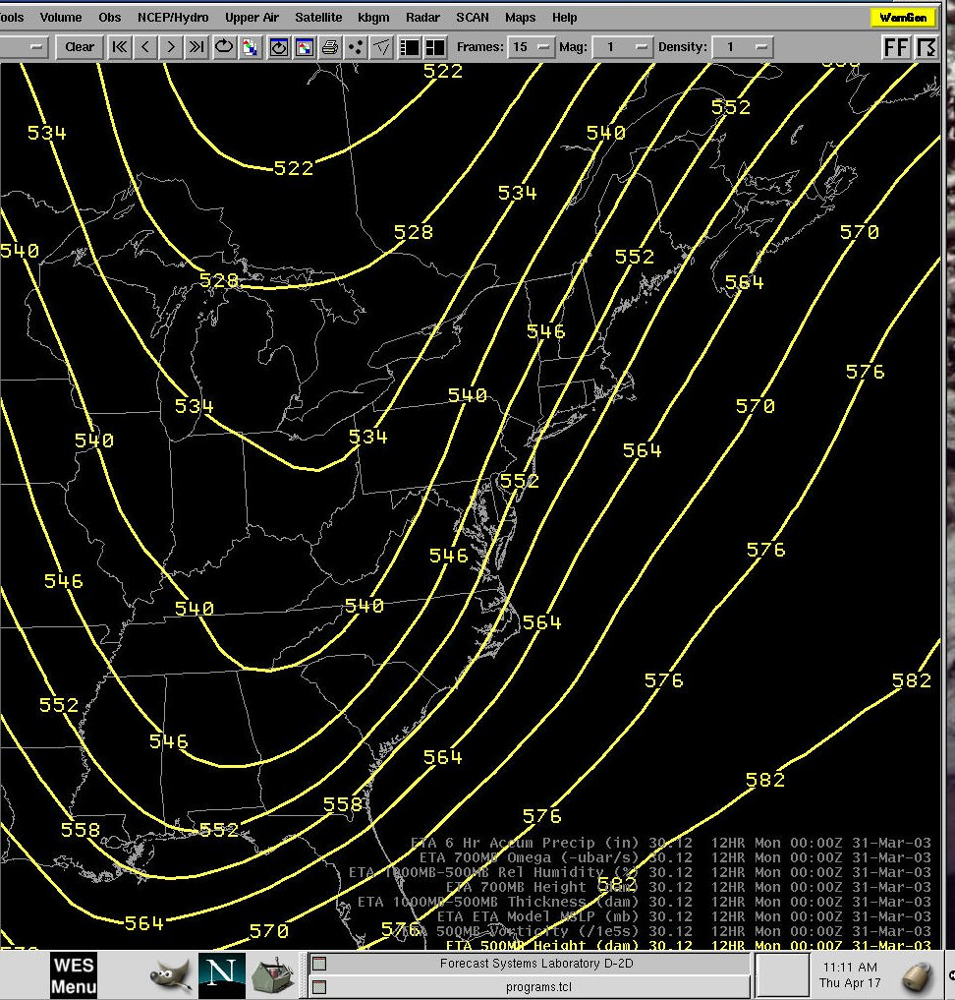 ools Volume Obs NCEP/Hydro Upper Air Satellite Kbgm Radar SCAN Maps Help WarnGen
Clear Frames: 15 Mag: 1 Density: 1 FF
522
534
552
540
522
534
528
570
540
552
528
564
546
576
540
534
570
534
540
564
552
576
546
546
540
540
564
576
582
552
546
564
582
558
576
558
552
ETA 6 Hr Accum Precip (in) 30.12 12HR Mon 00:00Z 31-Mar-03
ETA 700MB Omega (-ubar/s) 30.12 12HR Mon 00:00Z 31-Mar-03
ETA 1000MB-500MB Rel Humidity (%) 30.12 12HR Mon 00:00Z 31-Mar-03
582
ETA 700MB Height (dam) 30.12 12HR Mon 00:00Z 31-Mar-03
ETA 1000MB-500MB Thickness (dam) 30.12 12HR Mon 00:00Z 31-Mar-03
ETA ETA Model MSLP (mb) 30.12 12HR Mon 00:00Z 31-Mar-03
564
570
576
ETA 500MB Vorticity (/1e5s) 30.12 12HR Mon 00:00Z 31-Mar-03
ETA 500MB Height (dam) 30.12 12HR Mon 00:00Z 31-Mar-03
WES
Menu
N
Forecast Systems Laboratory D-2D
programs.tcl
11:11 AM
Thu Apr 17